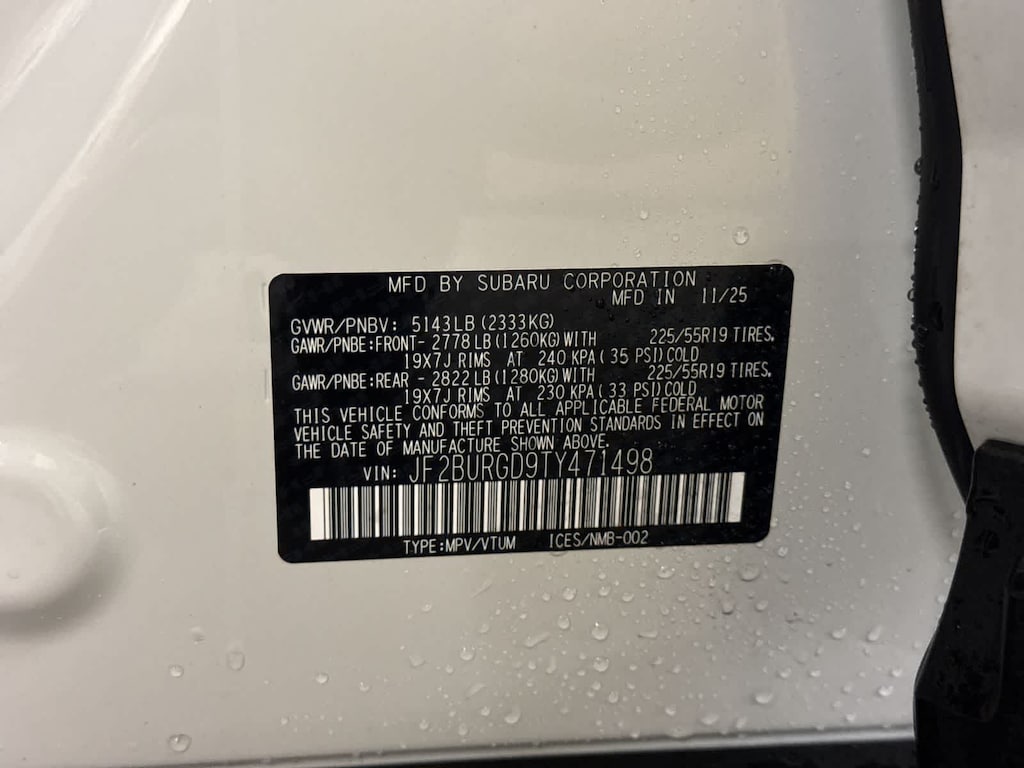 MFD BY SUBARU CORPORATION
MFD IN 11/25
GVWR/PNBV: 5143LB (2333KG)
GAWR/PNBE:FRONT- 2778 LB (1260KG) WITH 225/55R19 TIRES,
19X7J RIMS AT 240 KPA ( 35 PSI) COLD
GAWR/PNBE:REAR - 2822 LB (1280KG) WITH 225/55R19 TIRES,
19X7J RIMS AT 230 KPA ( 33 PSI) COLD
THIS VEHICLE CONFORMS TO ALL APPLICABLE FEDERAL MOTOR
VEHICLE SAFETY AND THEFT PREVENTION STANDARDS IN EFFECT ON
THE DATE OF MANUFACTURE SHOWN ABOVE.
VIN: JF2BURGD9TY471498
TYPE:MPV/VTUM ICES/NMB-002